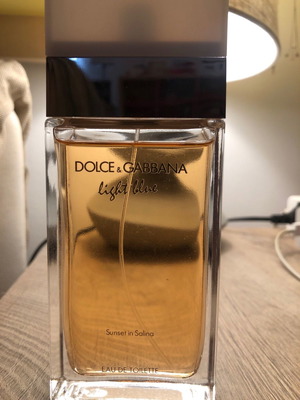 DOLCE & GABBANA
light blue
Sunset in Salina
EAU DE TOILETTE